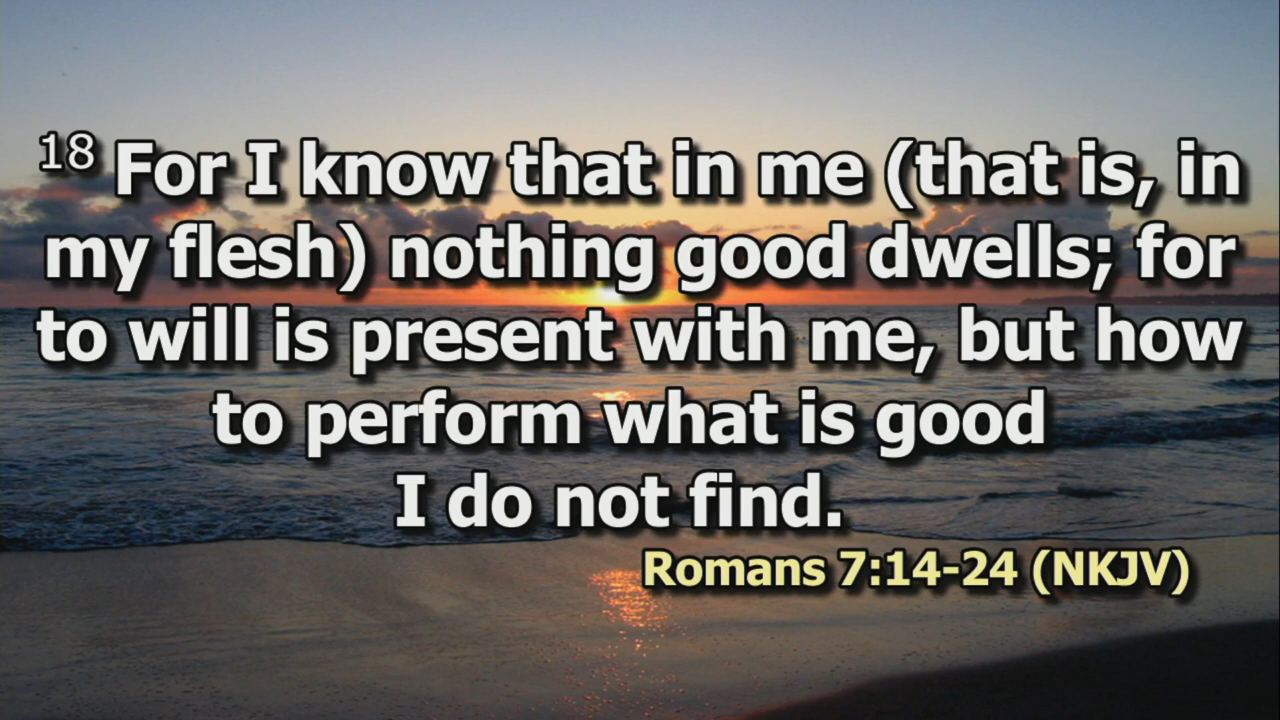 18 For I know that in me (that is, in
my flesh) nothing good dwells; for
to will is present with me, but how
to perform what is good
I do not find.
Romans 7:14-24 (NKJV)